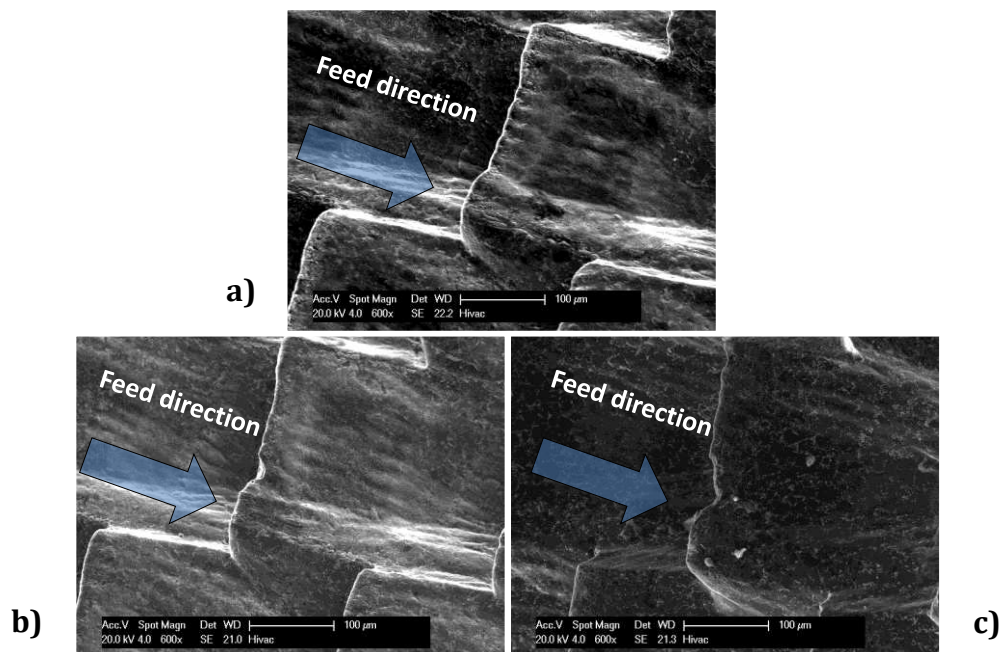 Feed direction
Acc.V Spot Magn Det WD 100 µm
20.0 kV 4.0 600x SE 22.2 Hivac
a)
Feed direction
Acc.V Spot Magn Det WD 100 µm
20.0 kV 4.0 600x SE 21.0 Hivac
b)
Feed direction
Acc.V Spot Magn Det WD 100 µm
20.0 kV 4.0 600x SE 21.3 Hivac
c)